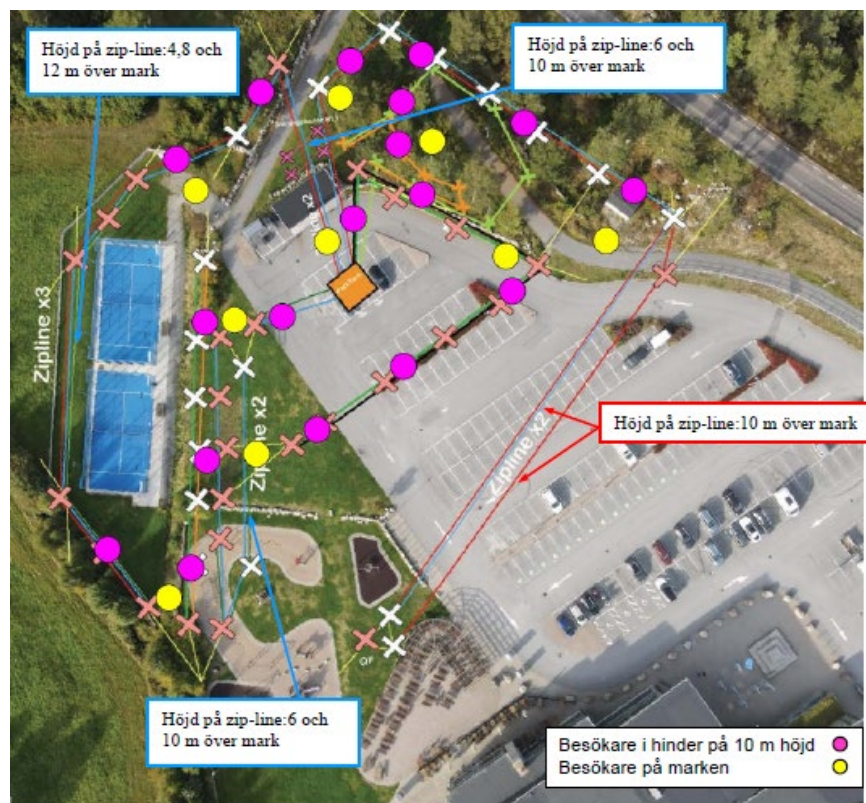 Höjd på zip-line:4,8 och
12 m över mark
Höjd på zip-line:6 och
10 m över mark
Zipline x3
Zipline x2
Zipline x2
Höjd på zip-line:10 m över mark
Höjd på zip-line:6 och
10 m över mark
Besökare i hinder på 10 m höjd
Besökare på marken